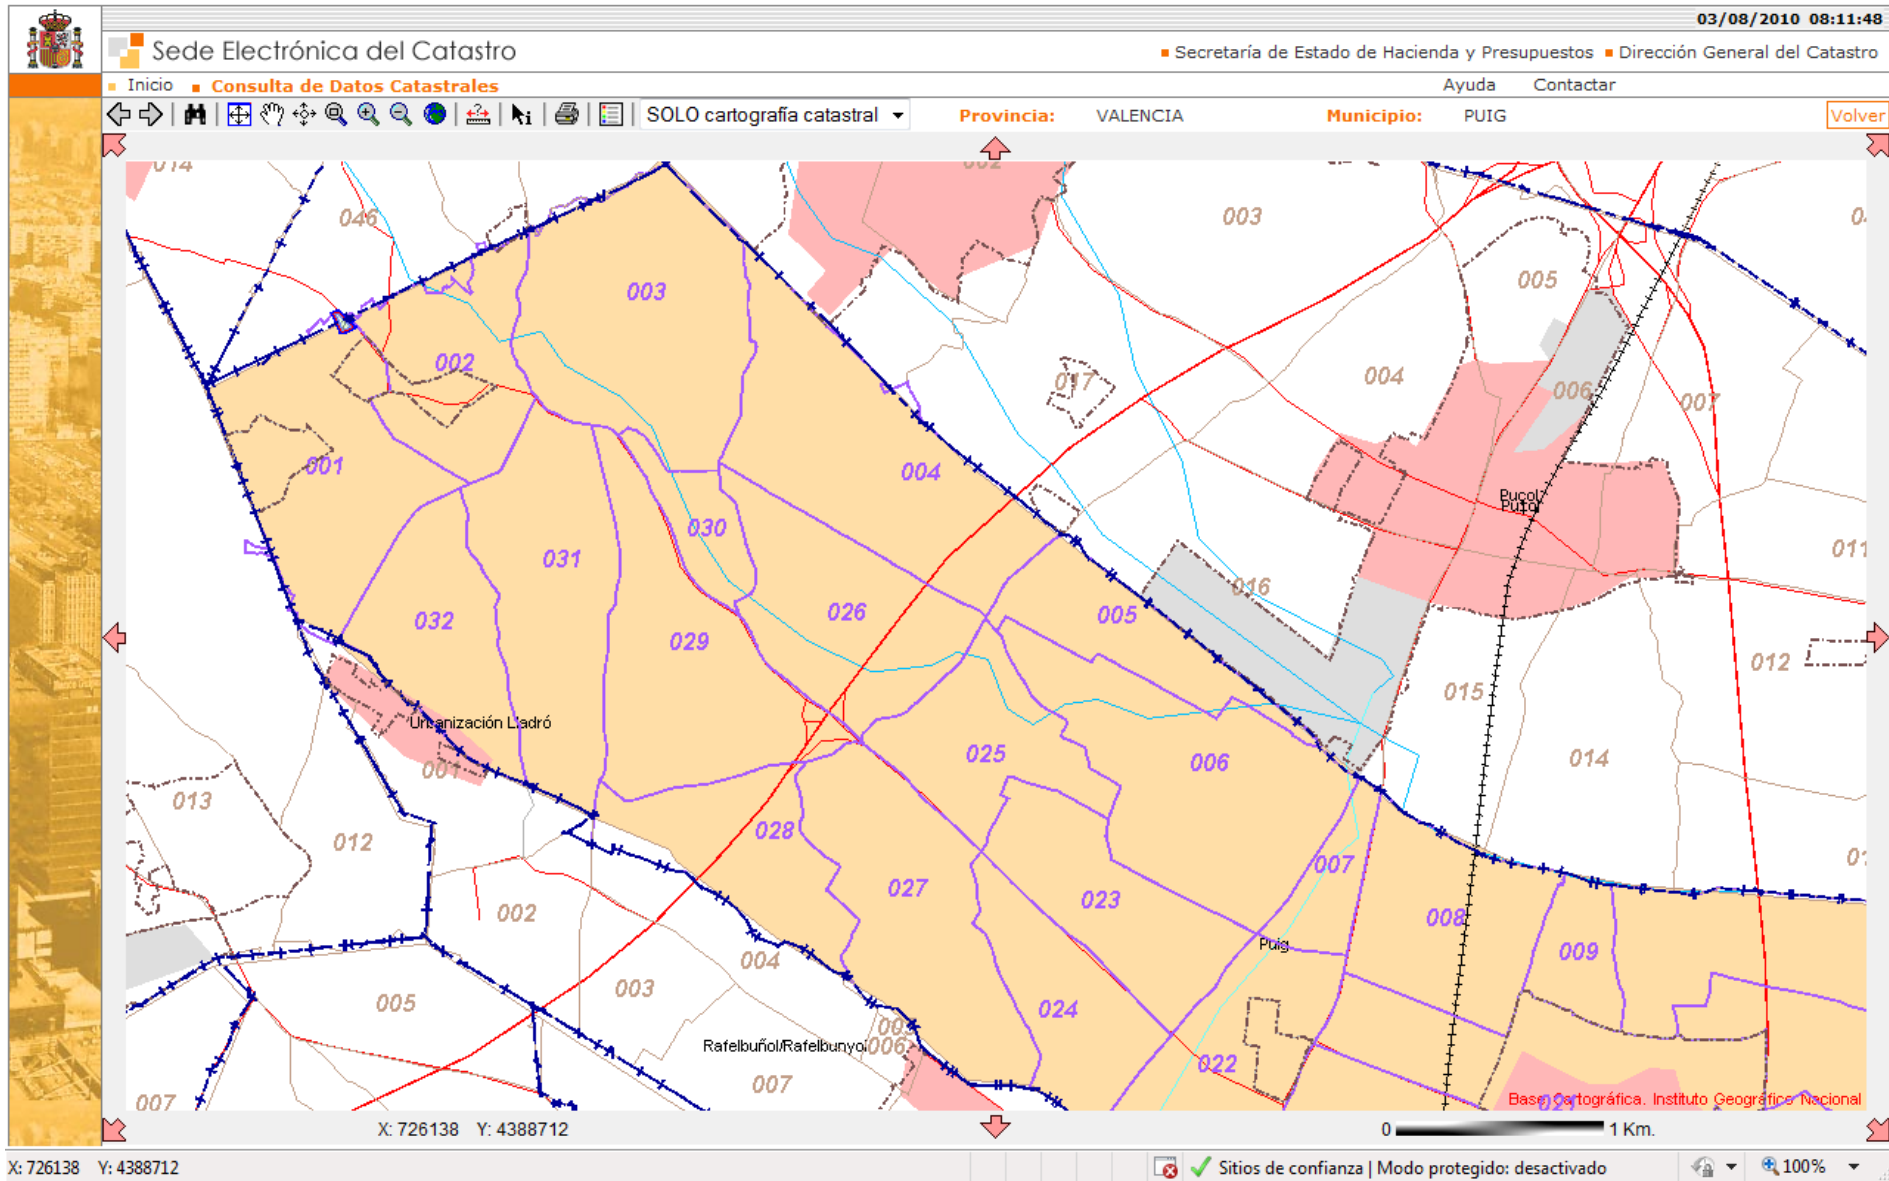 03/08/2010 08:11:48
Sede Electrónica del Catastro
Secretaría de Estado de Hacienda y Presupuestos
Dirección General del Catastro
Inicio
Consulta de Datos Catastrales
Ayuda
Contactar
SOLO cartografía catastral
Provincia: VALENCIA
Municipio: PUIG
Volver
014
002
046
003
003
005
002
017
004
006
007
001
004
Puçol
030
011
031
016
026
005
032
029
012
015
Urbanización Lladró
025
006
014
001
013
028
012
007
027
023
002
008
Puig
009
004
003
005
024
Rafelbuñol/Rafelbunyol
006
022
007
007
021
Base Cartográfica. Instituto Geográfico Nacional
X: 726138 Y: 4388712
0
1 Km.
X: 726138 Y: 4388712
Sitios de confianza | Modo protegido: desactivado
100%